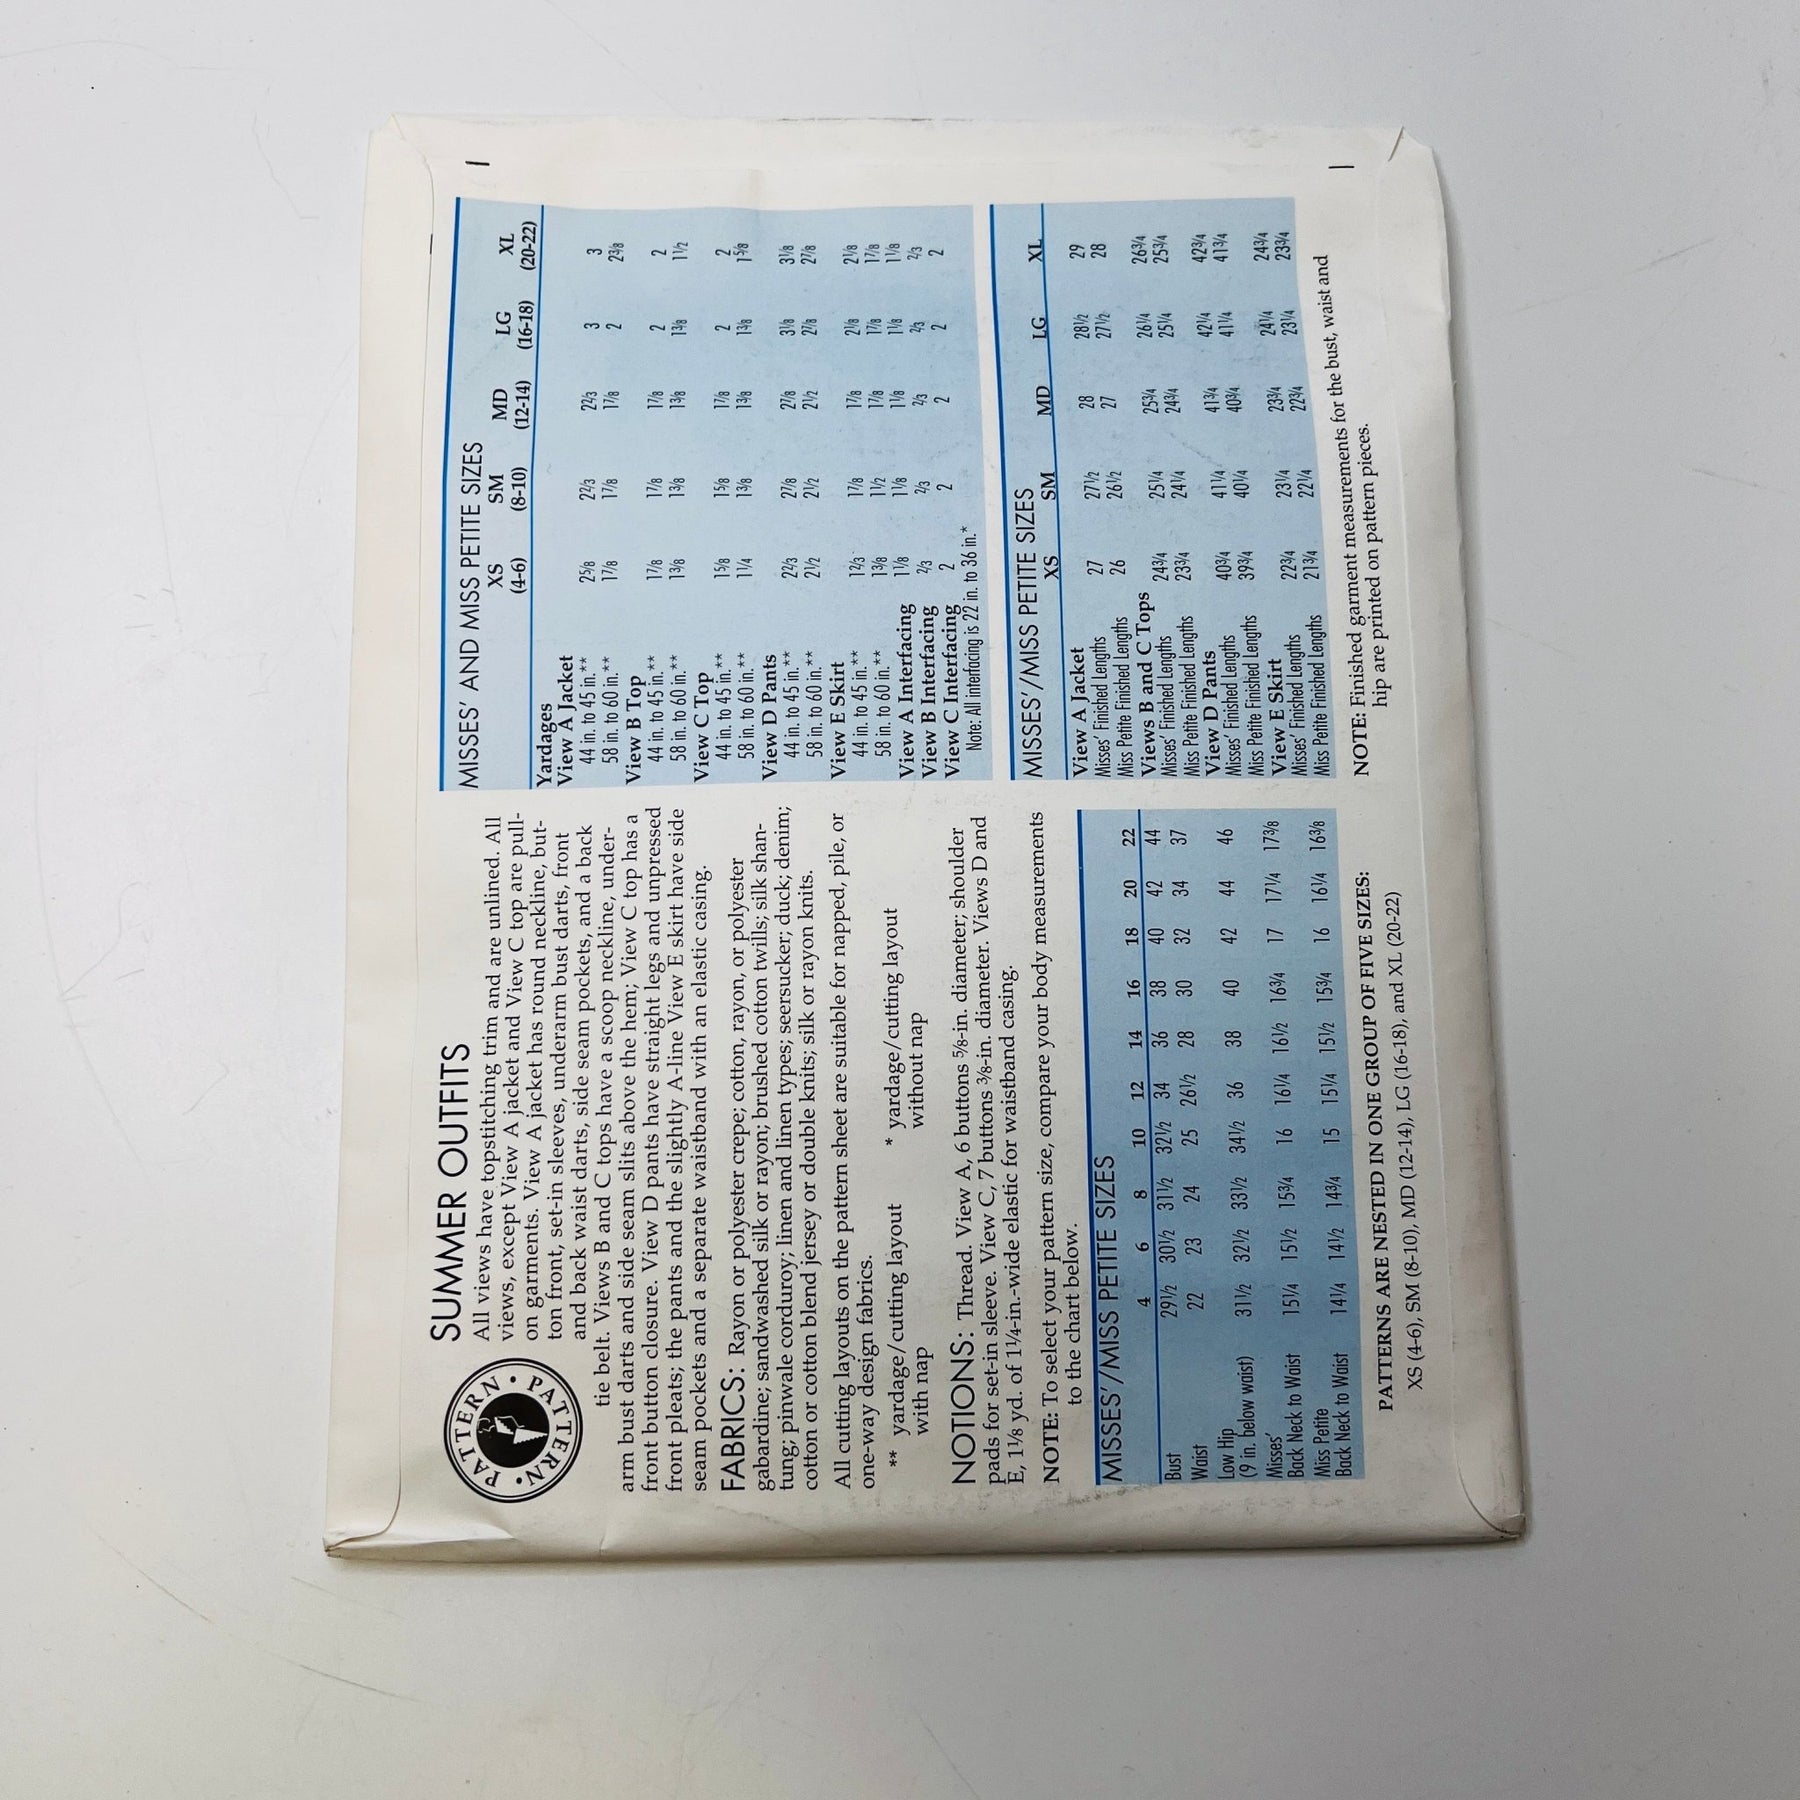 PATTERN • PATTERN •
SUMMER OUTFITS
All views have topstitching trim and are unlined. All
views, except View A jacket and View C top are pull-
on garments. View A jacket has round neckline, but-
ton front, set-in sleeves, underarm bust darts, front
and back waist darts, side seam pockets, and a back
tie belt. Views B and C tops have a scoop neckline, under-
arm bust darts and side seam slits above the hem; View C top has a
front button closure. View D pants have straight legs and unpressed
front pleats; the pants and the slightly A-line View E skirt have side
seam pockets and a separate waistband with an elastic casing.
FABRICS: Rayon or polyester crepe; cotton, rayon, or polyester
gabardine; sandwashed silk or rayon; brushed cotton twills; silk shan-
tung; pinwale corduroy; linen and linen types; seersucker; duck; denim;
cotton or cotton blend jersey or double knits; silk or rayon knits.
All cutting layouts on the pattern sheet are suitable for napped, pile, or
one-way design fabrics.
** yardage/cutting layout * yardage/cutting layout
with nap without nap
NOTIONS: Thread. View A, 6 buttons 5/8-in. diameter; shoulder
pads for set-in sleeve. View C, 7 buttons 3/8-in. diameter. Views D and
E, 1 1/8 yd. of 1 1/4-in.-wide elastic for waistband casing.
NOTE: To select your pattern size, compare your body measurements
to the chart below.
MISSES'/MISS PETITE SIZES
4 6 8 10 12 14 16 18 20 22
Bust 29 1/2 30 1/2 31 1/2 32 1/2 34 36 38 40 42 44
Waist 22 23 24 25 26 1/2 28 30 32 34 37
Low Hip
(9 in. below waist) 31 1/2 32 1/2 33 1/2 34 1/2 36 38 40 42 44 46
Misses'
Back Neck to Waist 15 1/4 15 1/2 15 3/4 16 16 1/4 16 1/2 16 3/4 17 17 1/4 17 3/8
Miss Petite
Back Neck to Waist 14 1/4 14 1/2 14 3/4 15 15 1/4 15 1/2 15 3/4 16 16 1/4 16 3/8
PATTERNS ARE NESTED IN ONE GROUP OF FIVE SIZES:
XS (4-6), SM (8-10), MD (12-14), LG (16-18), and XL (20-22)
MISSES' AND MISS PETITE SIZES
XS SM MD LG XL
(4-6) (8-10) (12-14) (16-18) (20-22)
Yardages
View A Jacket
44 in. to 45 in.** 2 5/8 2 2/3 2 2/3 3 3
58 in. to 60 in.** 1 7/8 1 7/8 1 7/8 2 2 3/8
View B Top
44 in. to 45 in.** 1 7/8 1 7/8 1 7/8 2 2
58 in. to 60 in.** 1 3/8 1 3/8 1 3/8 1 3/8 1 1/2
View C Top
44 in. to 45 in.** 1 5/8 1 5/8 1 7/8 2 2
58 in. to 60 in.** 1 1/4 1 3/8 1 3/8 1 3/8 1 5/8
View D Pants
44 in. to 45 in.** 2 2/3 2 7/8 2 7/8 3 1/8 3 1/8
58 in. to 60 in.** 2 1/2 2 1/2 2 1/2 2 7/8 2 7/8
View E Skirt
44 in. to 45 in.** 1 2/3 1 7/8 1 7/8 2 1/8 2 1/8
58 in. to 60 in.** 1 3/8 1 1/2 1 7/8 1 7/8 1 7/8
View A Interfacing 1 1/8 1 1/8 1 1/8 1 1/8 1 1/8
View B Interfacing 2/3 2/3 2/3 2/3 2/3
View C Interfacing 2 2 2 2 2
Note: All interfacing is 22 in. to 36 in.*
MISSES'/MISS PETITE SIZES
XS SM MD LG XL
View A Jacket
Misses' Finished Lengths 27 27 1/2 28 28 1/2 29
Miss Petite Finished Lengths 26 26 1/2 27 27 1/2 28
Views B and C Tops
Misses' Finished Lengths 24 3/4 25 1/4 25 3/4 26 1/4 26 3/4
Miss Petite Finished Lengths 23 3/4 24 1/4 24 3/4 25 1/4 25 3/4
View D Pants
Misses' Finished Lengths 40 3/4 41 1/4 41 3/4 42 1/4 42 3/4
Miss Petite Finished Lengths 39 3/4 40 1/4 40 3/4 41 1/4 41 3/4
View E Skirt
Misses' Finished Lengths 22 3/4 23 1/4 23 3/4 24 1/4 24 3/4
Miss Petite Finished Lengths 21 3/4 22 1/4 22 3/4 23 1/4 23 3/4
NOTE: Finished garment measurements for the bust, waist and
hip are printed on pattern pieces.